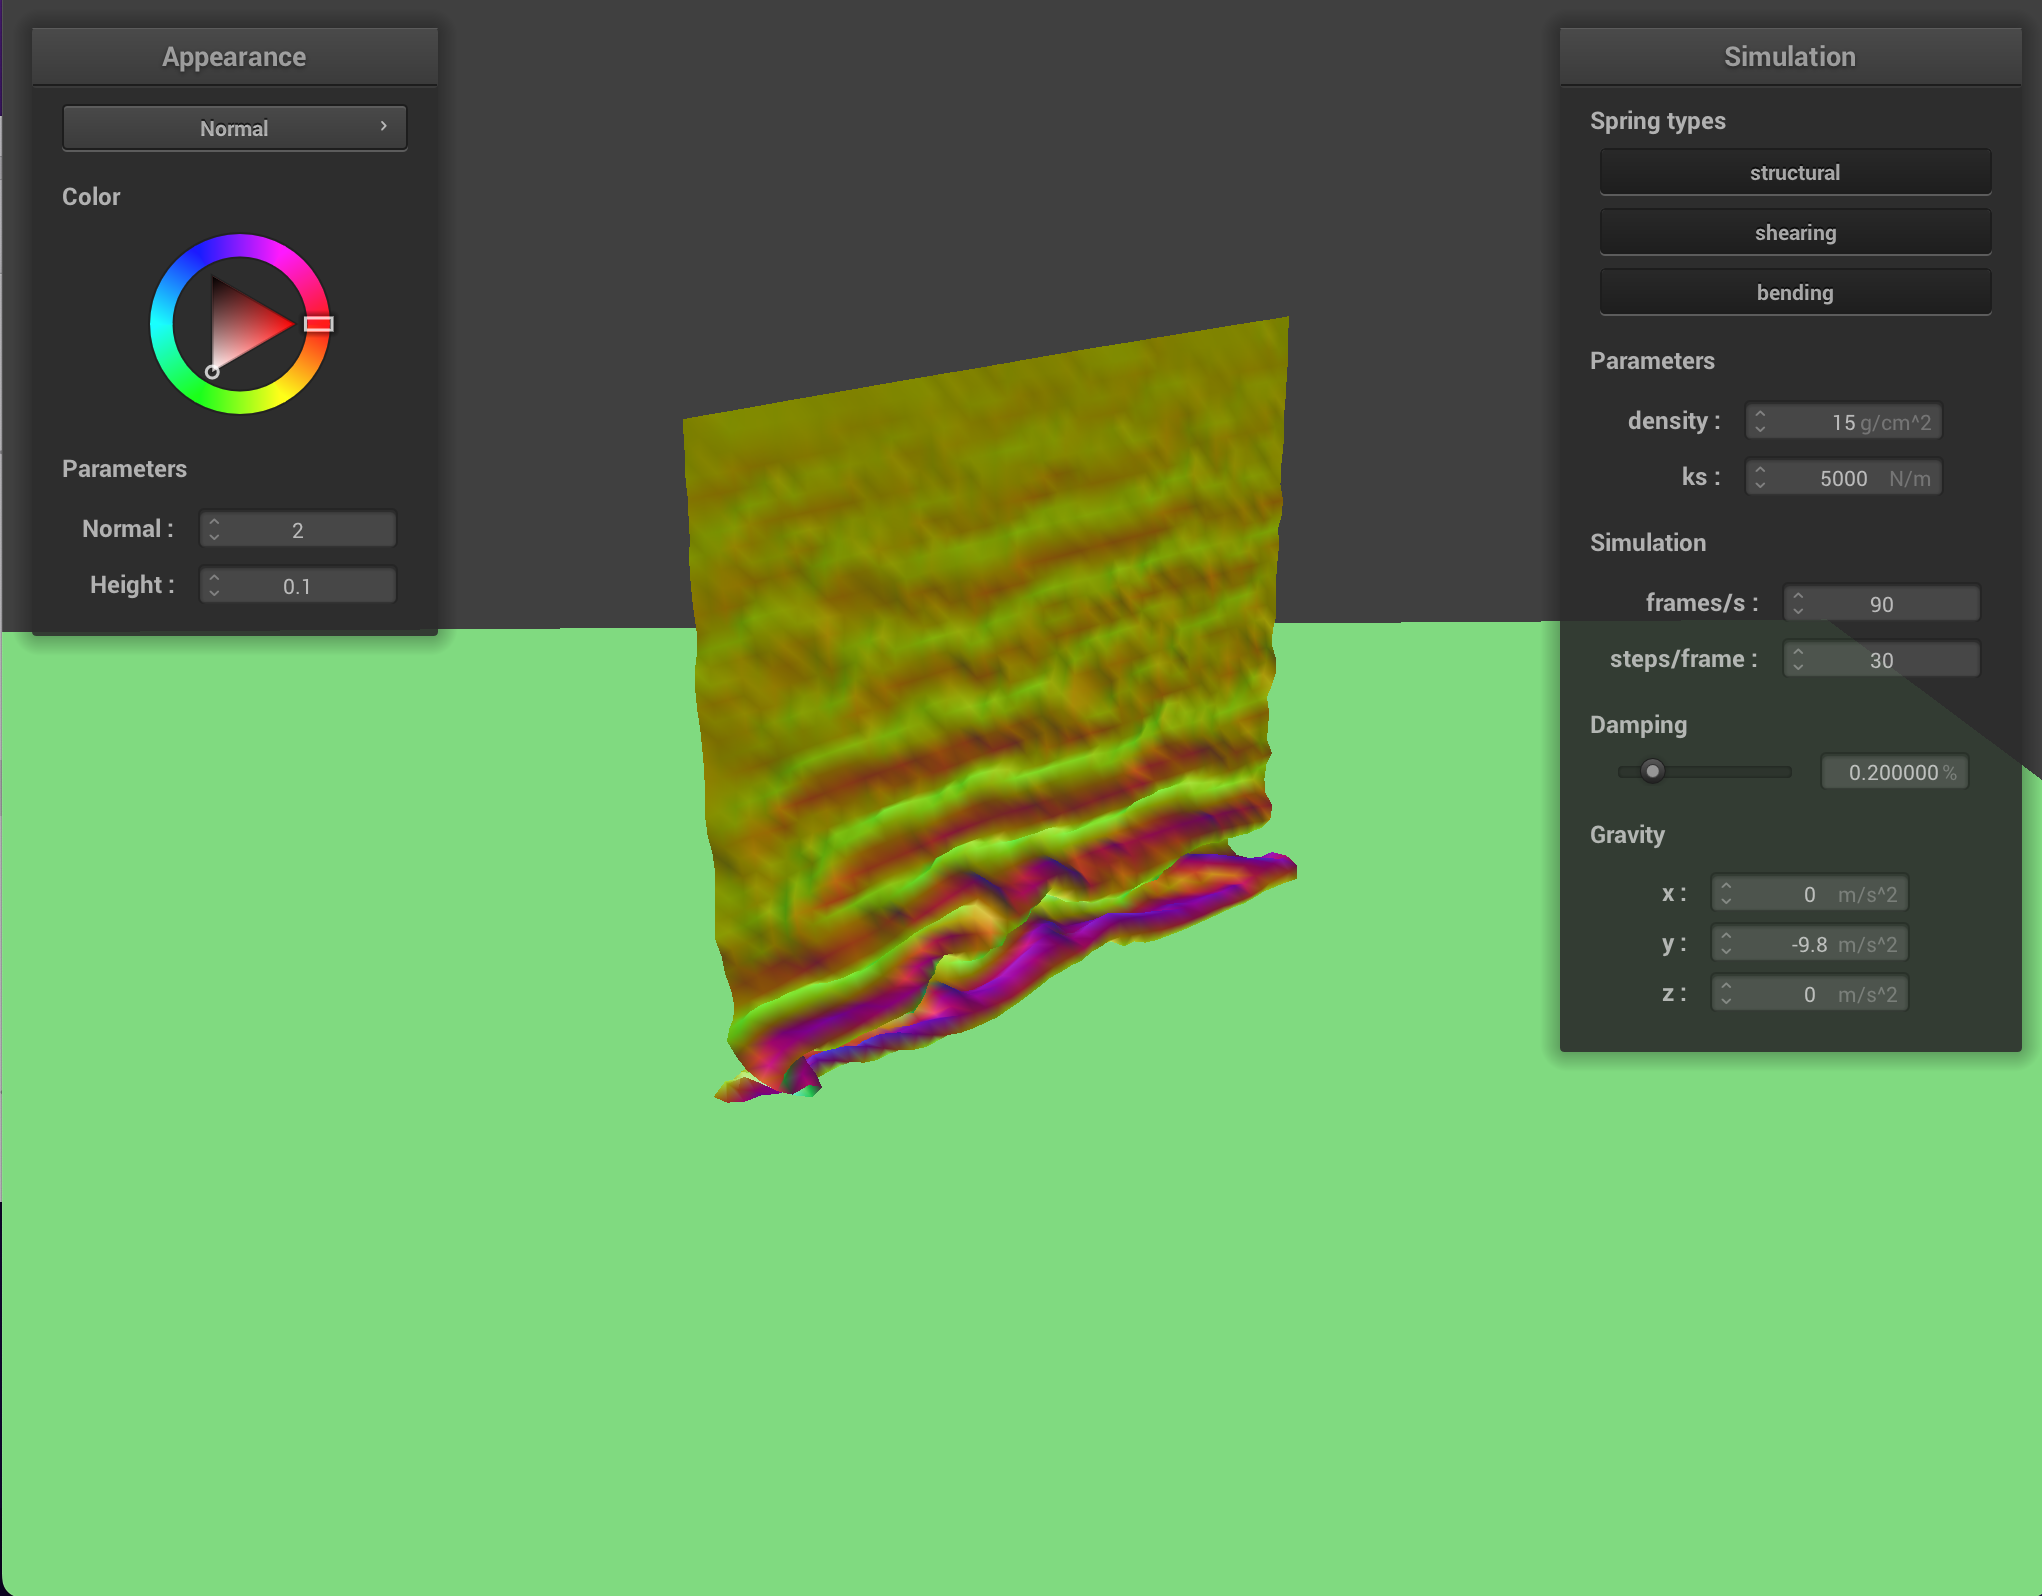 Appearance
Normal
Color
Parameters
Normal : 2
Height : 0.1
Simulation
Spring types
structural
shearing
bending
Parameters
density : 15 g/cm^2
ks : 5000 N/m
Simulation
frames/s : 90
steps/frame : 30
Damping
0.200000 %
Gravity
x : 0 m/s^2
y : -9.8 m/s^2
z : 0 m/s^2